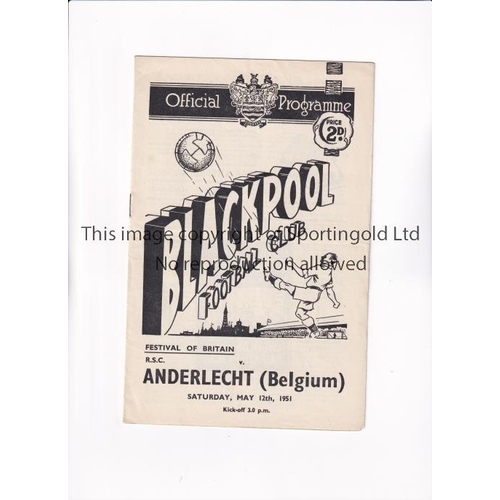 Official Programme
PRICE
2D.
BLACKPOOL
FOOTBALL CLUB
This image copyright of Sportingold Ltd
No reproduction allowed
FESTIVAL OF BRITAIN
R.S.C. v.
ANDERLECHT (Belgium)
SATURDAY, MAY 12th, 1951
Kick-off 3.0 p.m.